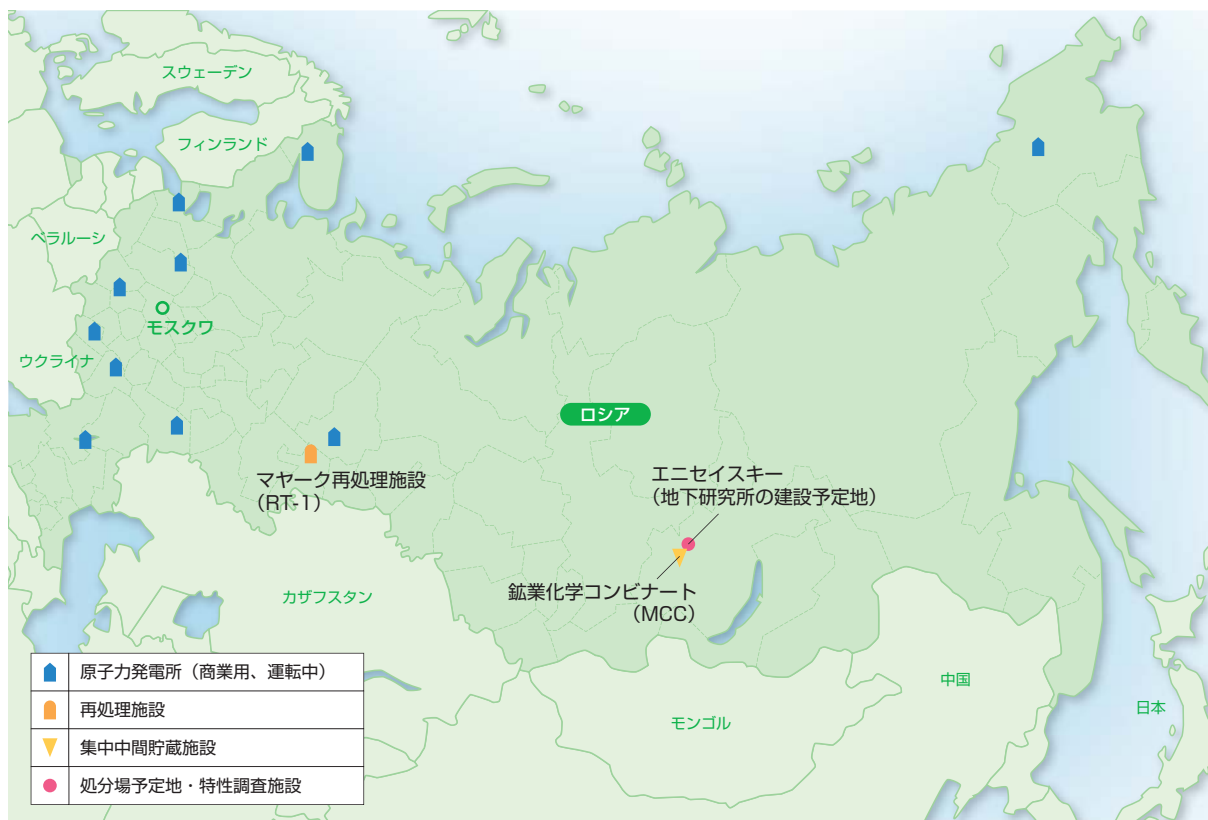 スウェーデン
フィンランド
ベラルーシ
モスクワ
ウクライナ
ロシア
マヤーク再処理施設
(RT-1)
エニセイスキー
(地下研究所の建設予定地)
鉱業化学コンビナート
(MCC)
カザフスタン
モンゴル
中国
日本
原子力発電所(商業用、運転中)
再処理施設
集中中間貯蔵施設
処分場予定地・特性調査施設